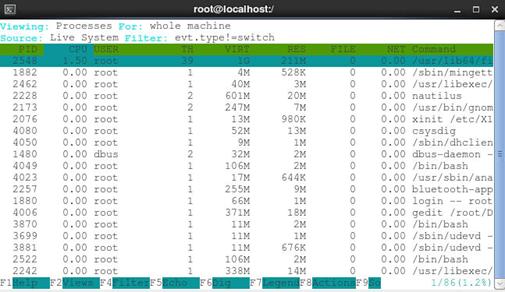 root@localhost:/
Viewing: Processes For: whole machine
Source: Live System Filter: evt.type!=switch
PID CPU USER TH VIRT RES FILE NET Command
2548 1.50 root 39 1G 211M 0 0.00 /usr/lib64/fi
1882 0.00 root 1 4M 528K 0 0.00 /sbin/mingett
2462 0.00 root 1 40M 3M 0 0.00 /usr/libexec/
2228 0.00 root 2 601M 20M 0 0.00 nautilus
2173 0.00 root 2 247M 7M 0 0.00 /usr/bin/gnom
2076 0.00 root 1 13M 980K 0 0.00 xinit /etc/X1
4080 0.00 root 1 52M 13M 0 0.00 csysdig
4050 0.00 root 1 9M 1M 0 0.00 /sbin/dhclien
1480 0.00 dbus 2 32M 2M 0 0.00 dbus-daemon -
4049 0.00 root 1 106M 2M 0 0.00 /bin/bash
4023 0.00 root 1 17M 644K 0 0.00 /usr/sbin/ana
2257 0.00 root 1 255M 9M 0 0.00 bluetooth-app
1880 0.00 root 1 66M 1M 0 0.00 login -- root
4006 0.00 root 1 371M 18M 0 0.00 gedit /root/D
3870 0.00 root 1 11M 2M 0 0.00 /bin/bash
3699 0.00 root 1 11M 1M 0 0.00 /sbin/udevd -
3881 0.00 root 1 11M 676K 0 0.00 /sbin/udevd -
3522 0.00 root 1 106M 2M 0 0.00 /bin/bash
2242 0.00 root 1 338M 14M 0 0.00 /usr/libexec/
F1Help F2Views F4FilterF5Echo F6Dig F7LegendF8ActionsF9So 1/86(1.2%)